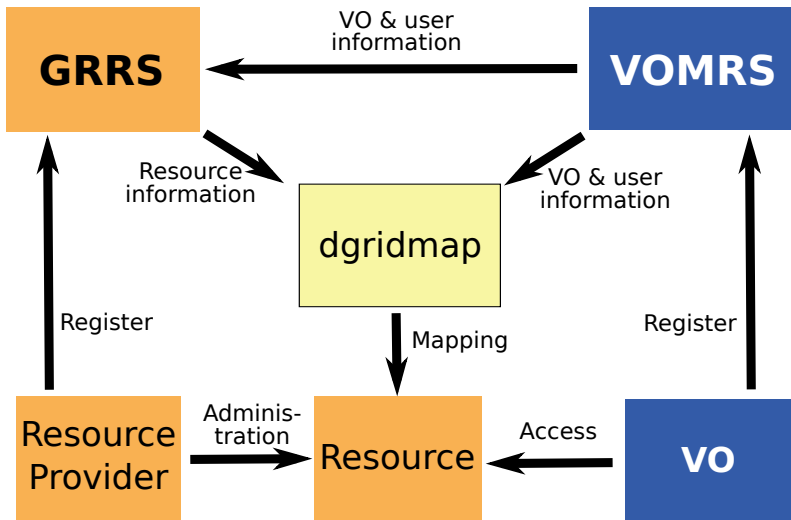 VO & user
information
GRRS
VOMRS
Resource
information
VO & user
information
dgridmap
Register
Register
Mapping
Resource
Provider
Adminis-
tration
Resource
Access
VO